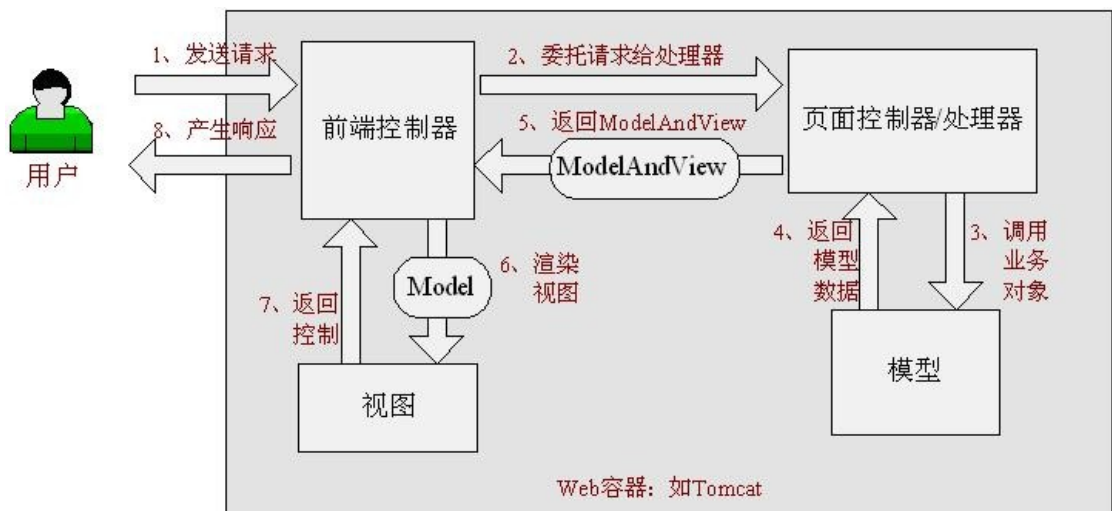 1、发送请求
2、委托请求给处理器
8、产生响应
用户
前端控制器
5、返回ModelAndView
ModelAndView
页面控制器/处理器
4、返回
模型
数据
3、调用
业务
对象
6、渲染
视图
Model
7、返回
控制
视图
模型
Web容器：如Tomcat